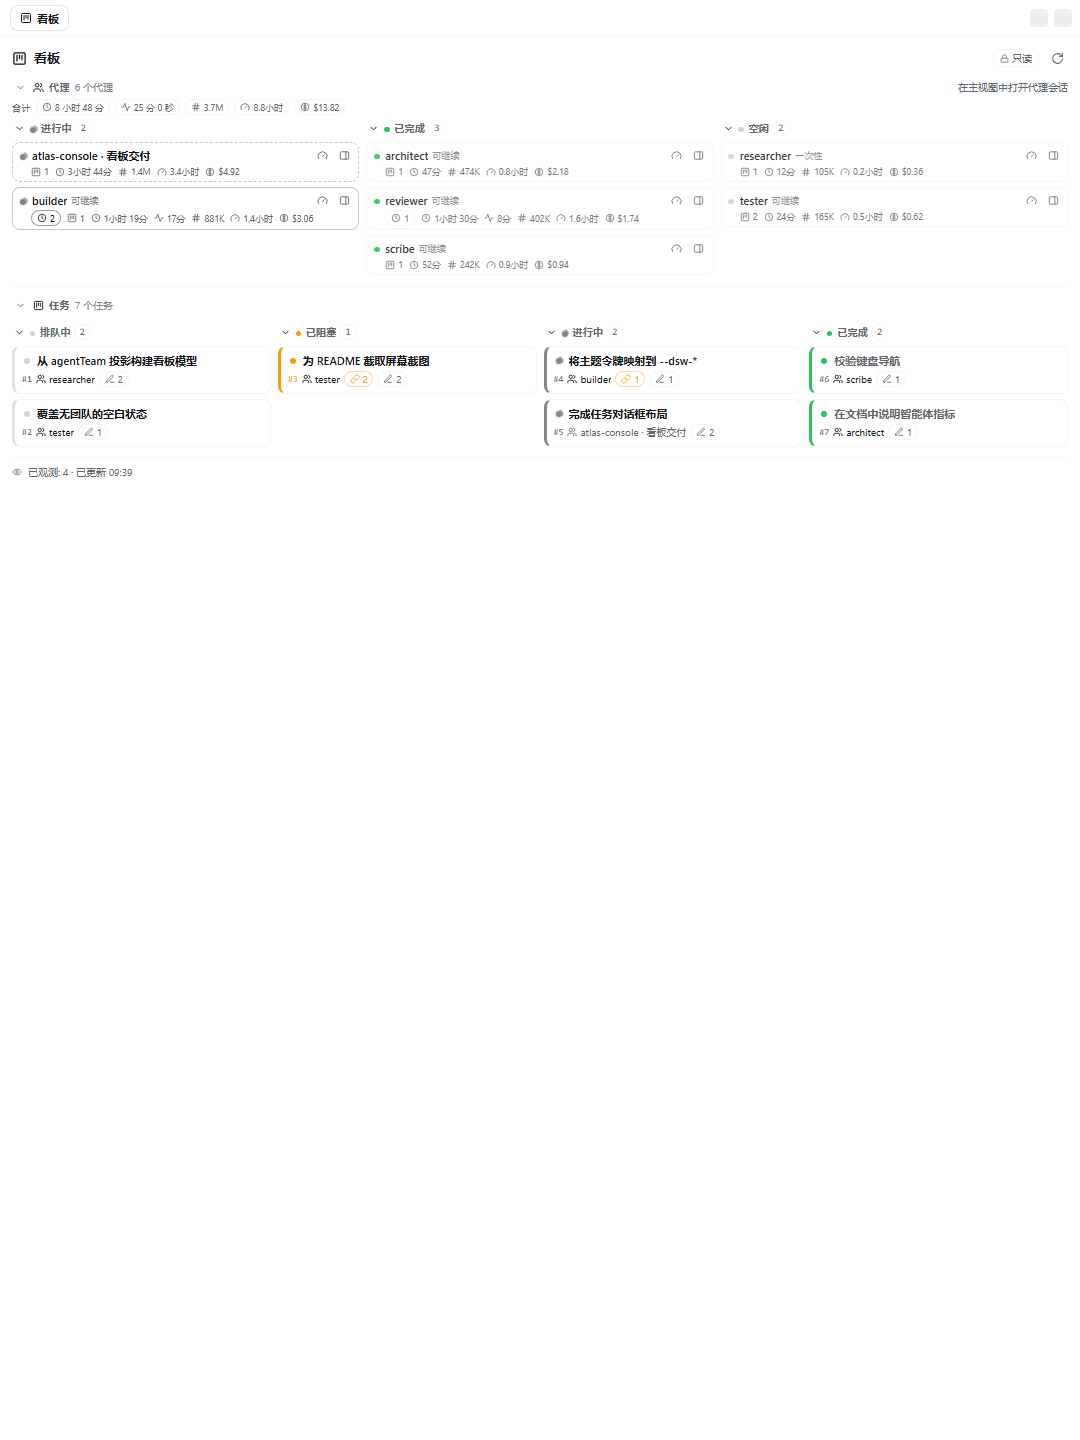 看板
看板
只读
代理 6 个代理
在主视图中打开代理会话
合计 8 小时 48 分 25 分 0 秒 3.7M 8.8小时 $13.82
进行中 2
atlas-console · 看板交付
1 3小时 44分 1.4M 3.4小时 $4.92
builder 可继续
2 1 1小时 19分 17分 881K 1.4小时 $3.06
已完成 3
architect 可继续
1 47分 474K 0.8小时 $2.18
reviewer 可继续
1 1小时 30分 8分 402K 1.6小时 $1.74
scribe 可继续
1 52分 242K 0.9小时 $0.94
空闲 2
researcher 一次性
1 12分 105K 0.2小时 $0.36
tester 可继续
2 24分 165K 0.5小时 $0.62
任务 7 个任务
排队中 2
从 agentTeam 投影构建看板模型
#1 researcher 2
覆盖无团队的空白状态
#2 tester 1
已阻塞 1
为 README 截取屏幕截图
#3 tester 2 2
进行中 2
将主题令牌映射到 --dsw-*
#4 builder 1 1
完成任务对话框布局
#5 atlas-console · 看板交付 2
已完成 2
校验键盘导航
#6 scribe 1
在文档中说明智能体指标
#7 architect 1
已观测: 4 · 已更新 09:39